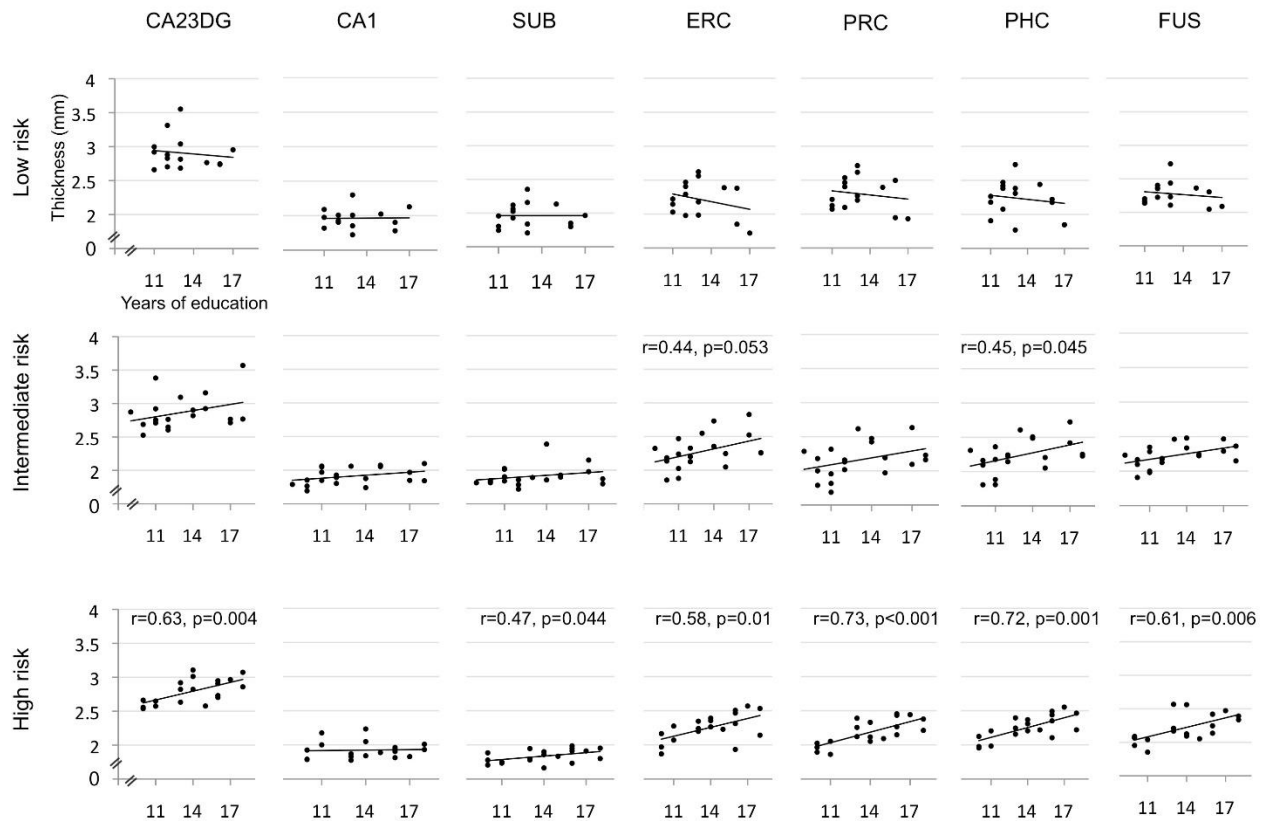 CA23DG CA1 SUB ERC PRC PHC FUS
Low risk
Thickness (mm)
4
3.5
3
2.5
2
0
11 14 17 11 14 17 11 14 17 11 14 17 11 14 17 11 14 17 11 14 17
Years of education
Intermediate risk
4
r=0.44, p=0.053 r=0.45, p=0.045
3.5
3
2.5
2
0
11 14 17 11 14 17 11 14 17 11 14 17 11 14 17 11 14 17 11 14 17
High risk
4
r=0.63, p=0.004 r=0.47, p=0.044 r=0.58, p=0.01 r=0.73, p<0.001 r=0.72, p=0.001 r=0.61, p=0.006
3.5
3
2.5
2
0
11 14 17 11 14 17 11 14 17 11 14 17 11 14 17 11 14 17 11 14 17